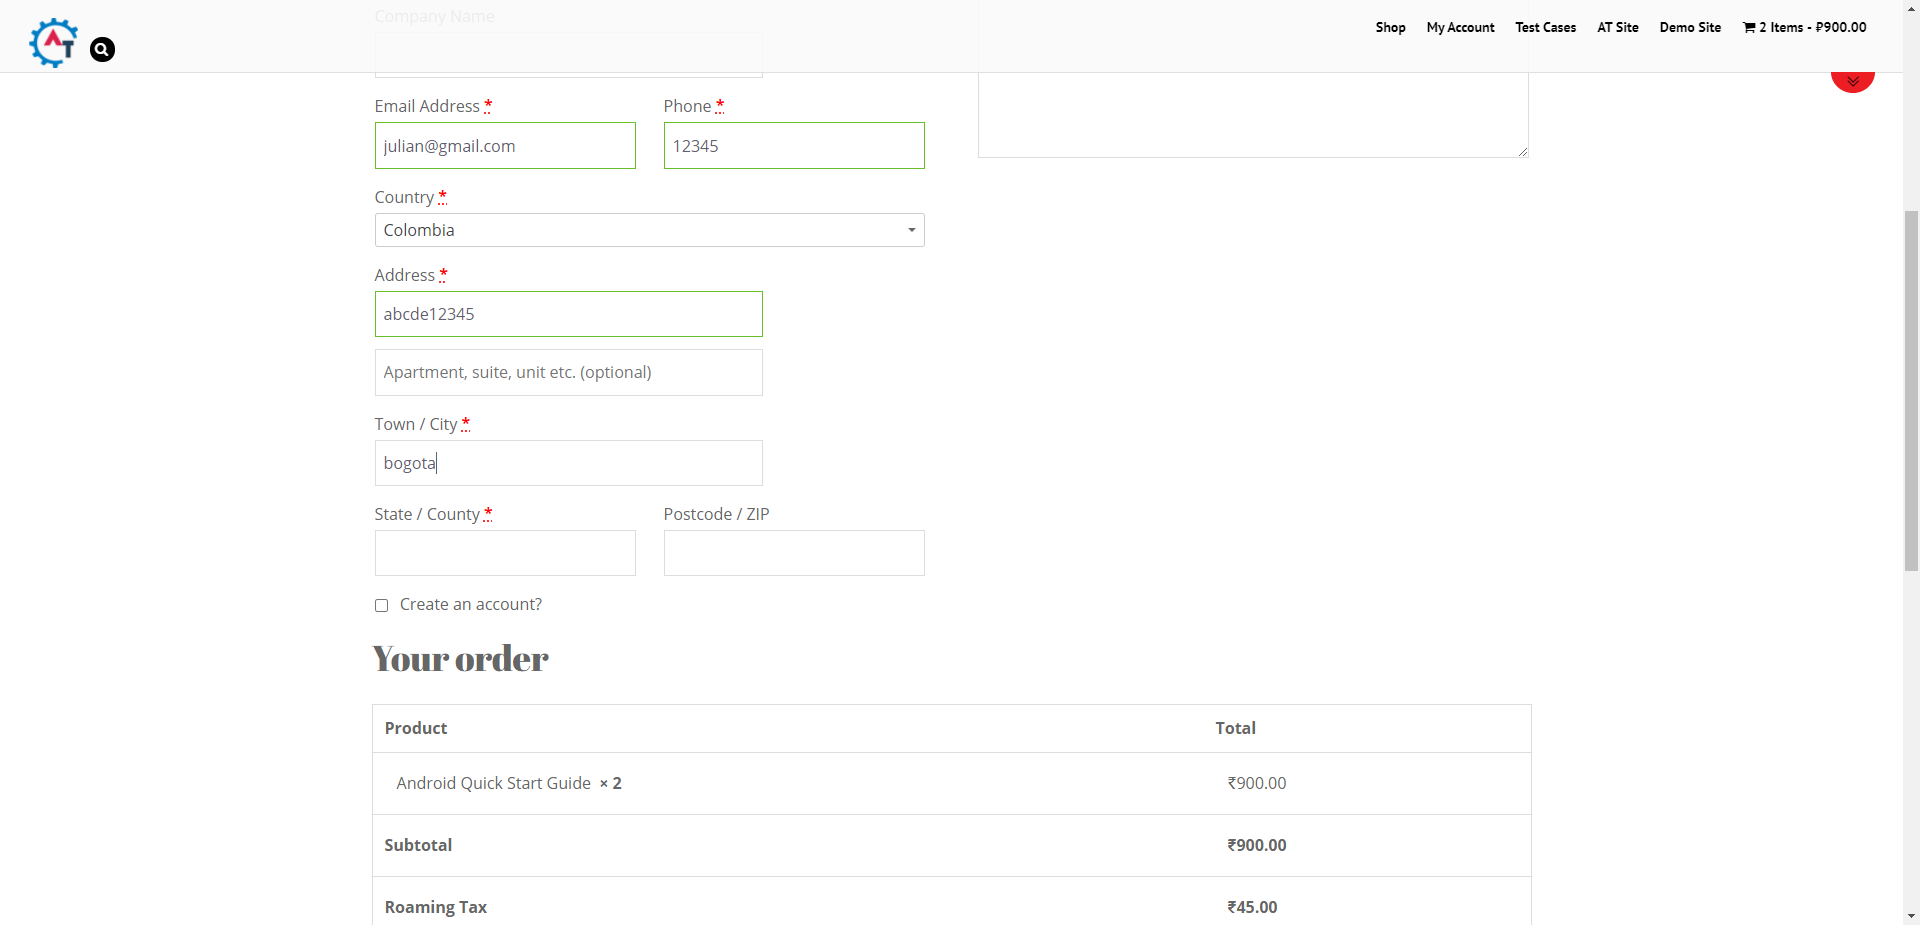 Company Name
AT
Shop My Account Test Cases AT Site Demo Site 2 Items - ₽900.00
Email Address * Phone *
julian@gmail.com 12345
Country *
Colombia
Address *
abcde12345
Apartment, suite, unit etc. (optional)
Town / City *
bogota
State / County * Postcode / ZIP
Create an account?
Your order
Product Total
Android Quick Start Guide × 2 ₹900.00
Subtotal ₹900.00
Roaming Tax ₹45.00